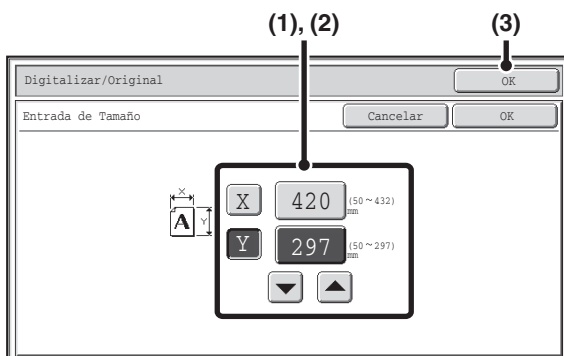 (1), (2) (3)
Digitalizar/Original OK
Entrada de Tamaño Cancelar OK
X 420 (50~432) mm
X
A Y
Y 297 (50~297) mm